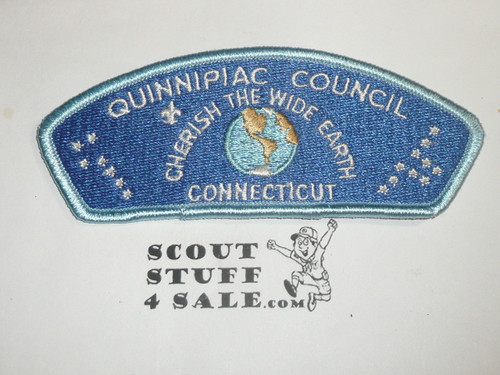 QUINNIPIAC COUNCIL
CHERISH THE WIDE EARTH
CONNECTICUT
SCOUT
STUFF
4 SALE.COM